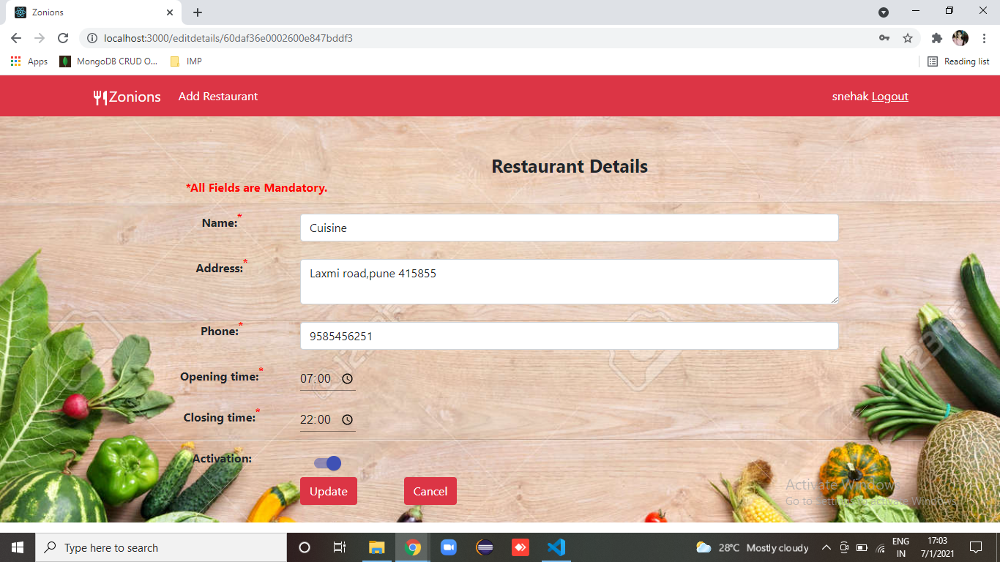 Zonions
localhost:3000/editdetails/60daf36e0002600e847bddf3
Apps
MongoDB CRUD O...
IMP
Reading list
Zonions
Add Restaurant
snehak Logout
Restaurant Details
*All Fields are Mandatory.
Name:*
Cuisine
Address:*
Laxmi road,pune 415855
Phone:*
9585456251
Opening time:*
07:00
Closing time:*
22:00
Activation:
Update
Cancel
Activate Windows
Go to Settings to activate Windows.
Type here to search
28°C Mostly cloudy
ENG
IN
17:03
7/1/2021